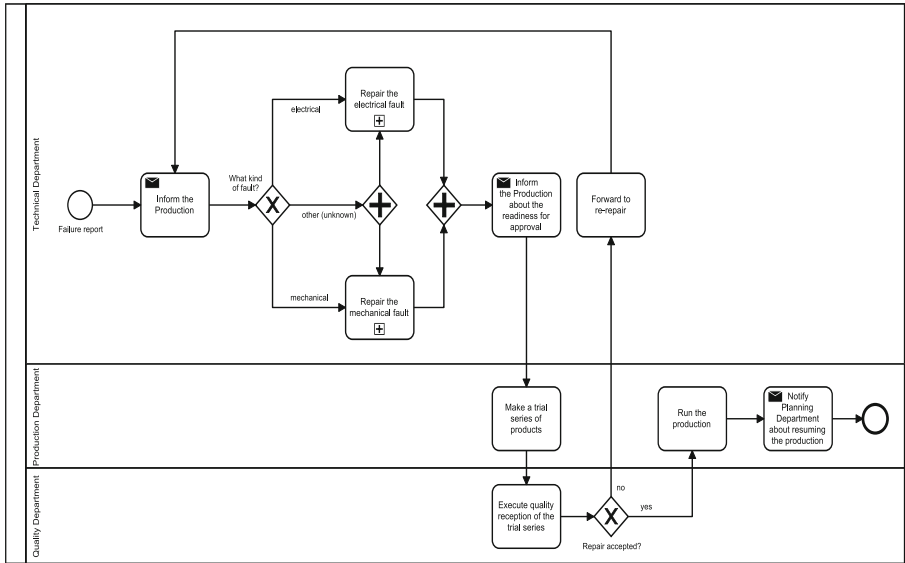 Technical Department
Failure report
Inform the
Production
What kind
of fault?
X
electrical
other (unknown)
mechanical
Repair the
electrical fault
Repair the
mechanical fault
Inform
the Production
about the
readiness for
approval
Forward to
re-repair
Production Department
Make a trial
series of
products
Run the
production
Notify
Planning
Department
about resuming
the production
Quality Department
Execute quality
reception of the
trial series
X
no
yes
Repair accepted?